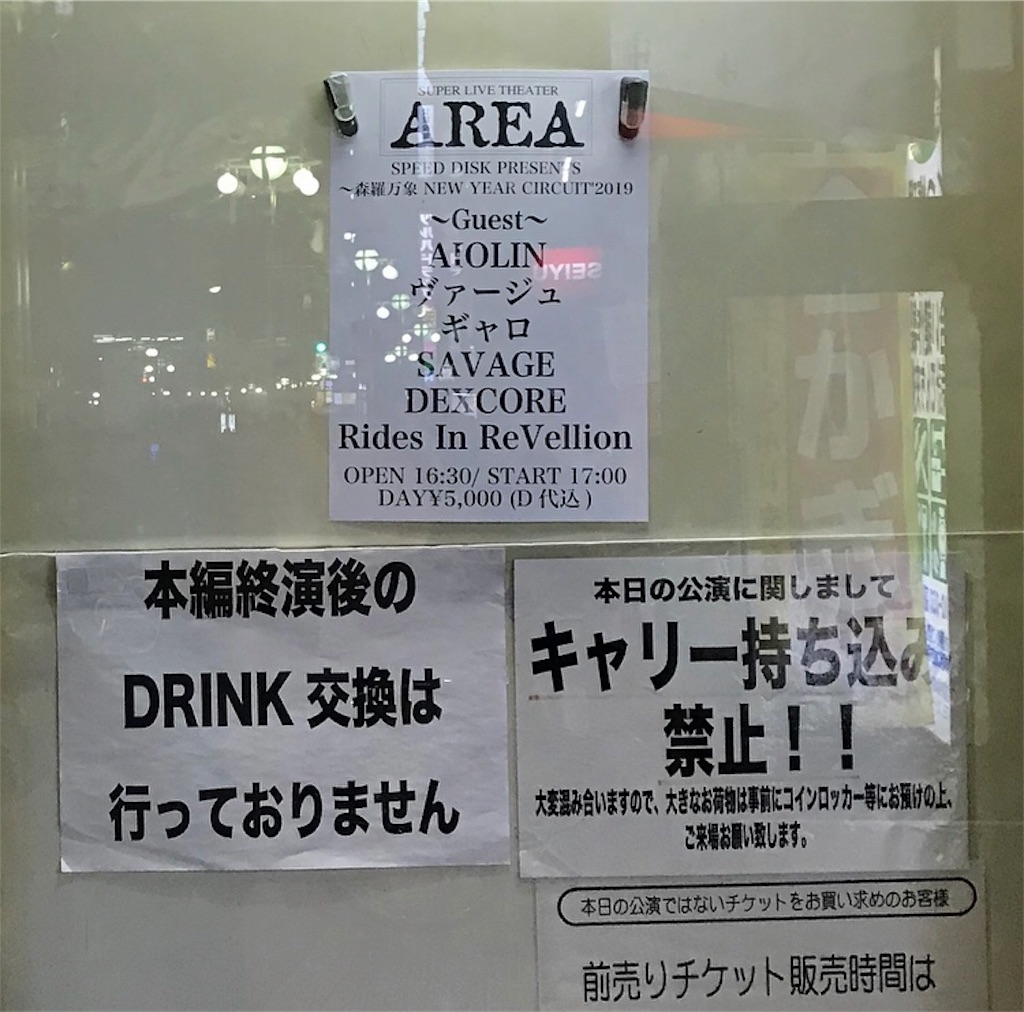 SUPER LIVE THEATER
AREA
SPEED DISK PRESENTS
～森羅万象 NEW YEAR CIRCUIT'2019
～Guest～
AIOLIN
ヴァージュ
ギャロ
SAVAGE
DEXCORE
Rides In ReVellion
OPEN 16:30/ START 17:00
DAY¥5,000 (D 代込)
SEIYU
本編終演後の
DRINK 交換は
行っておりません
本日の公演に関しまして
キャリー持ち込み
禁止！！
大変混み合いますので、大きなお荷物は事前にコインロッカー等にお預けの上、
ご来場お願い致します。
本日の公演ではないチケットをお買い求めのお客様
前売りチケット販売時間は